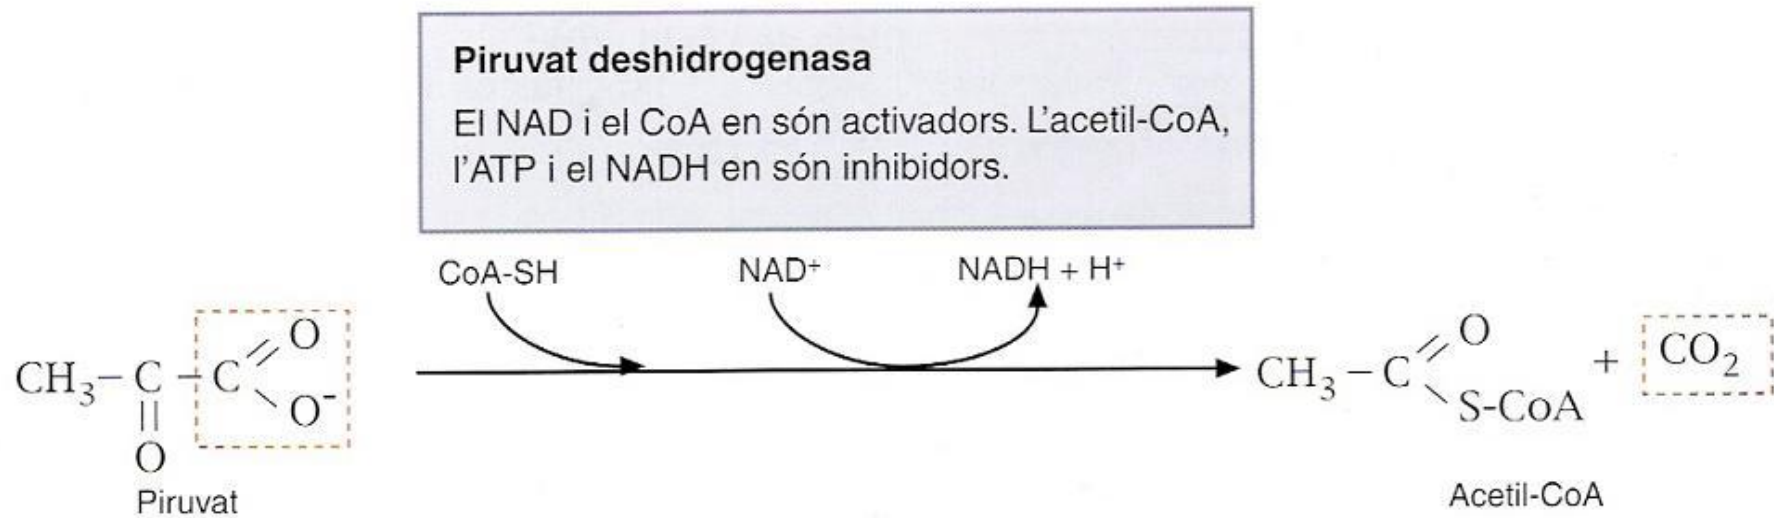 Piruvat deshidrogenasa
El NAD i el CoA en són activadors. L'acetil-CoA,
l'ATP i el NADH en són inhibidors.
CoA-SH NAD⁺ NADH + H⁺
O
CH₃ – C – C
O⁻
O
Piruvat
O
CH₃ – C
S-CoA
+ CO₂
Acetil-CoA